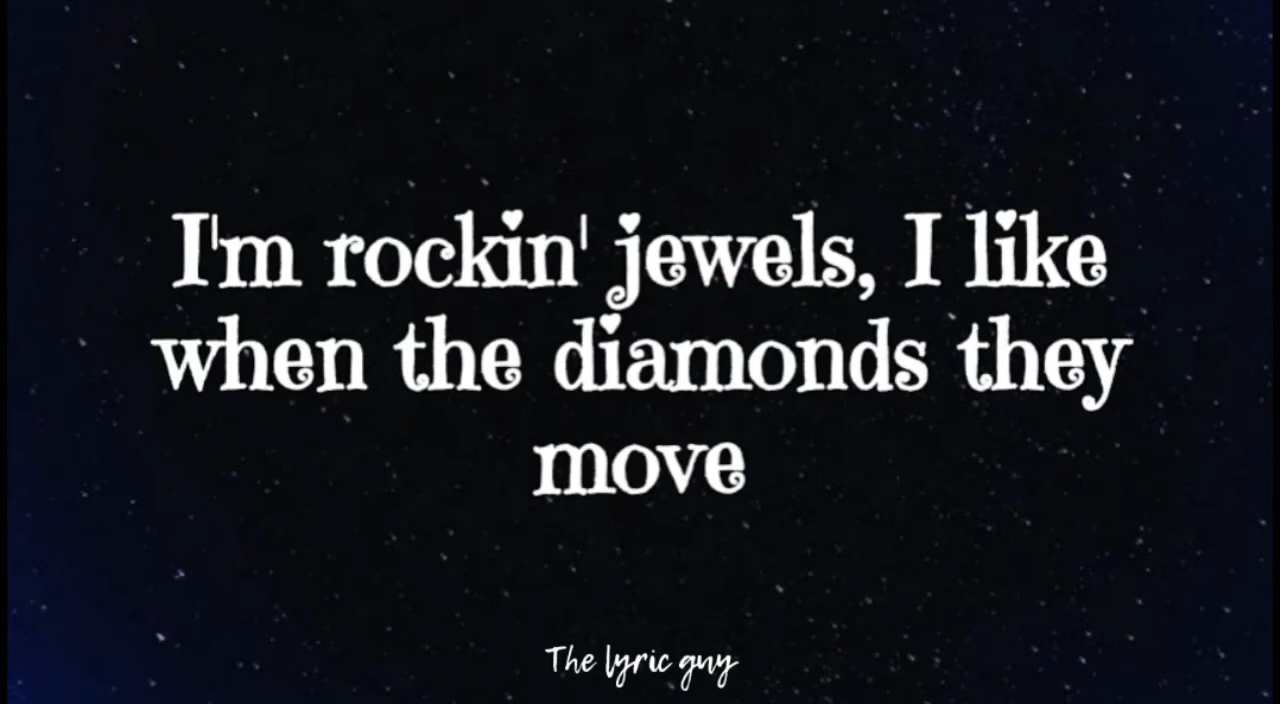 I'm rockin' jewels, I like
when the diamonds they
move
The lyric guy